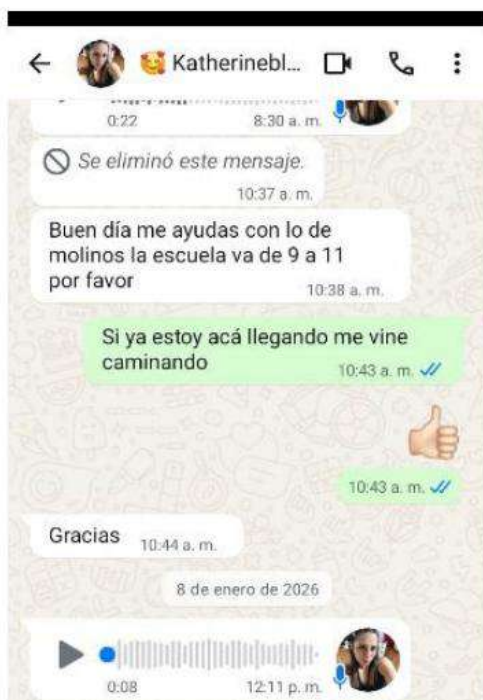 Katherinebl...
0:22 8:30 a. m.
Se eliminó este mensaje.
10:37 a. m.
Buen día me ayudas con lo de
molinos la escuela va de 9 a 11
por favor
10:38 a. m.
Si ya estoy acá llegando me vine
caminando
10:43 a. m.
10:43 a. m.
Gracias 10:44 a. m.
8 de enero de 2026
0:08 12:11 p. m.